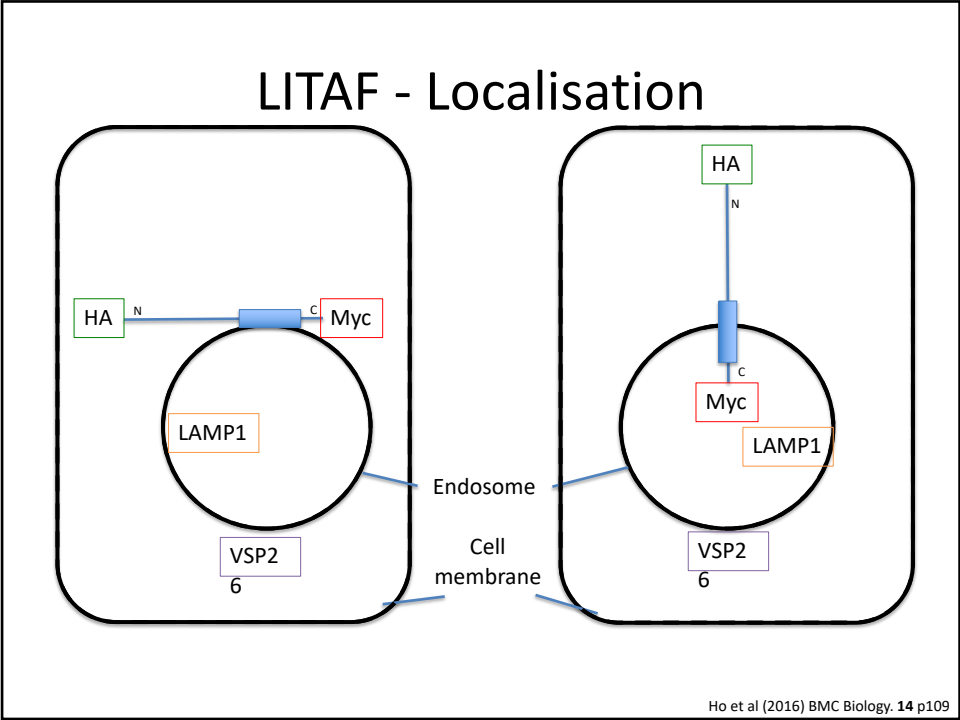 LITAF - Localisation
HA
N
C
Myc
LAMP1
VSP2
6
Endosome
Cell
membrane
HA
N
C
Myc
LAMP1
VSP2
6
Ho et al (2016) BMC Biology. 14 p109